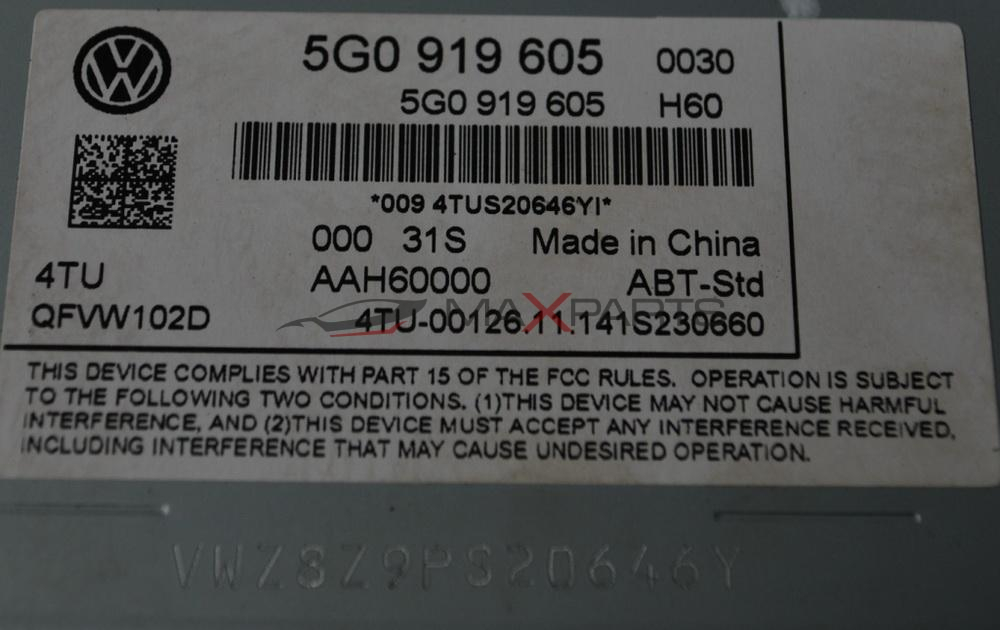 5G0 919 605 0030
5G0 919 605 H60
*009 4TUS20646YI*
000 31S Made in China
4TU AAH60000 ABT-Std
QFVW102D 4TU-00126.11.141S230660
MAXPARTS
THIS DEVICE COMPLIES WITH PART 15 OF THE FCC RULES. OPERATION IS SUBJECT
TO THE FOLLOWING TWO CONDITIONS. (1)THIS DEVICE MAY NOT CAUSE HARMFUL
INTERFERENCE, AND (2)THIS DEVICE MUST ACCEPT ANY INTERFERENCE RECEIVED,
INCLUDING INTERFERENCE THAT MAY CAUSE UNDESIRED OPERATION.
VWZ8Z9PS20646Y